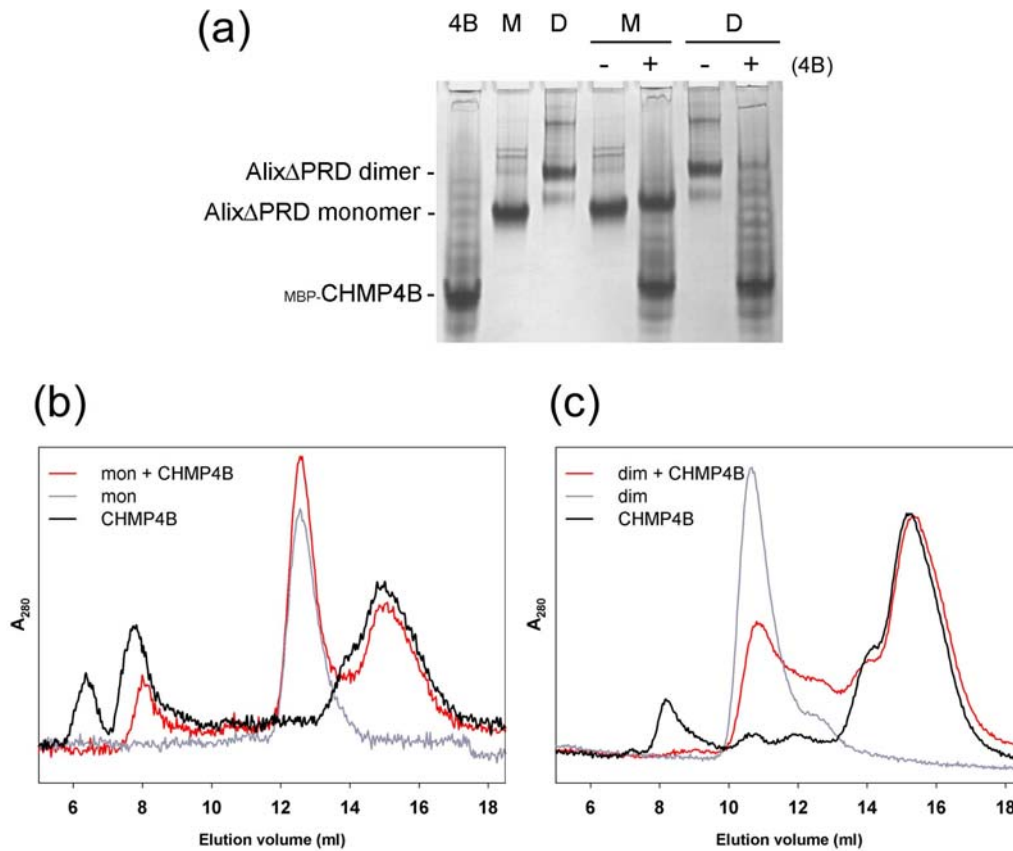 (a)
4B M D M D
- + - + (4B)
AlixΔPRD dimer -
AlixΔPRD monomer -
MBP-CHMP4B -
(b)
mon + CHMP4B
mon
CHMP4B
A280
6 8 10 12 14 16 18
Elution volume (ml)
(c)
dim + CHMP4B
dim
CHMP4B
A280
6 8 10 12 14 16 18
Elution volume (ml)